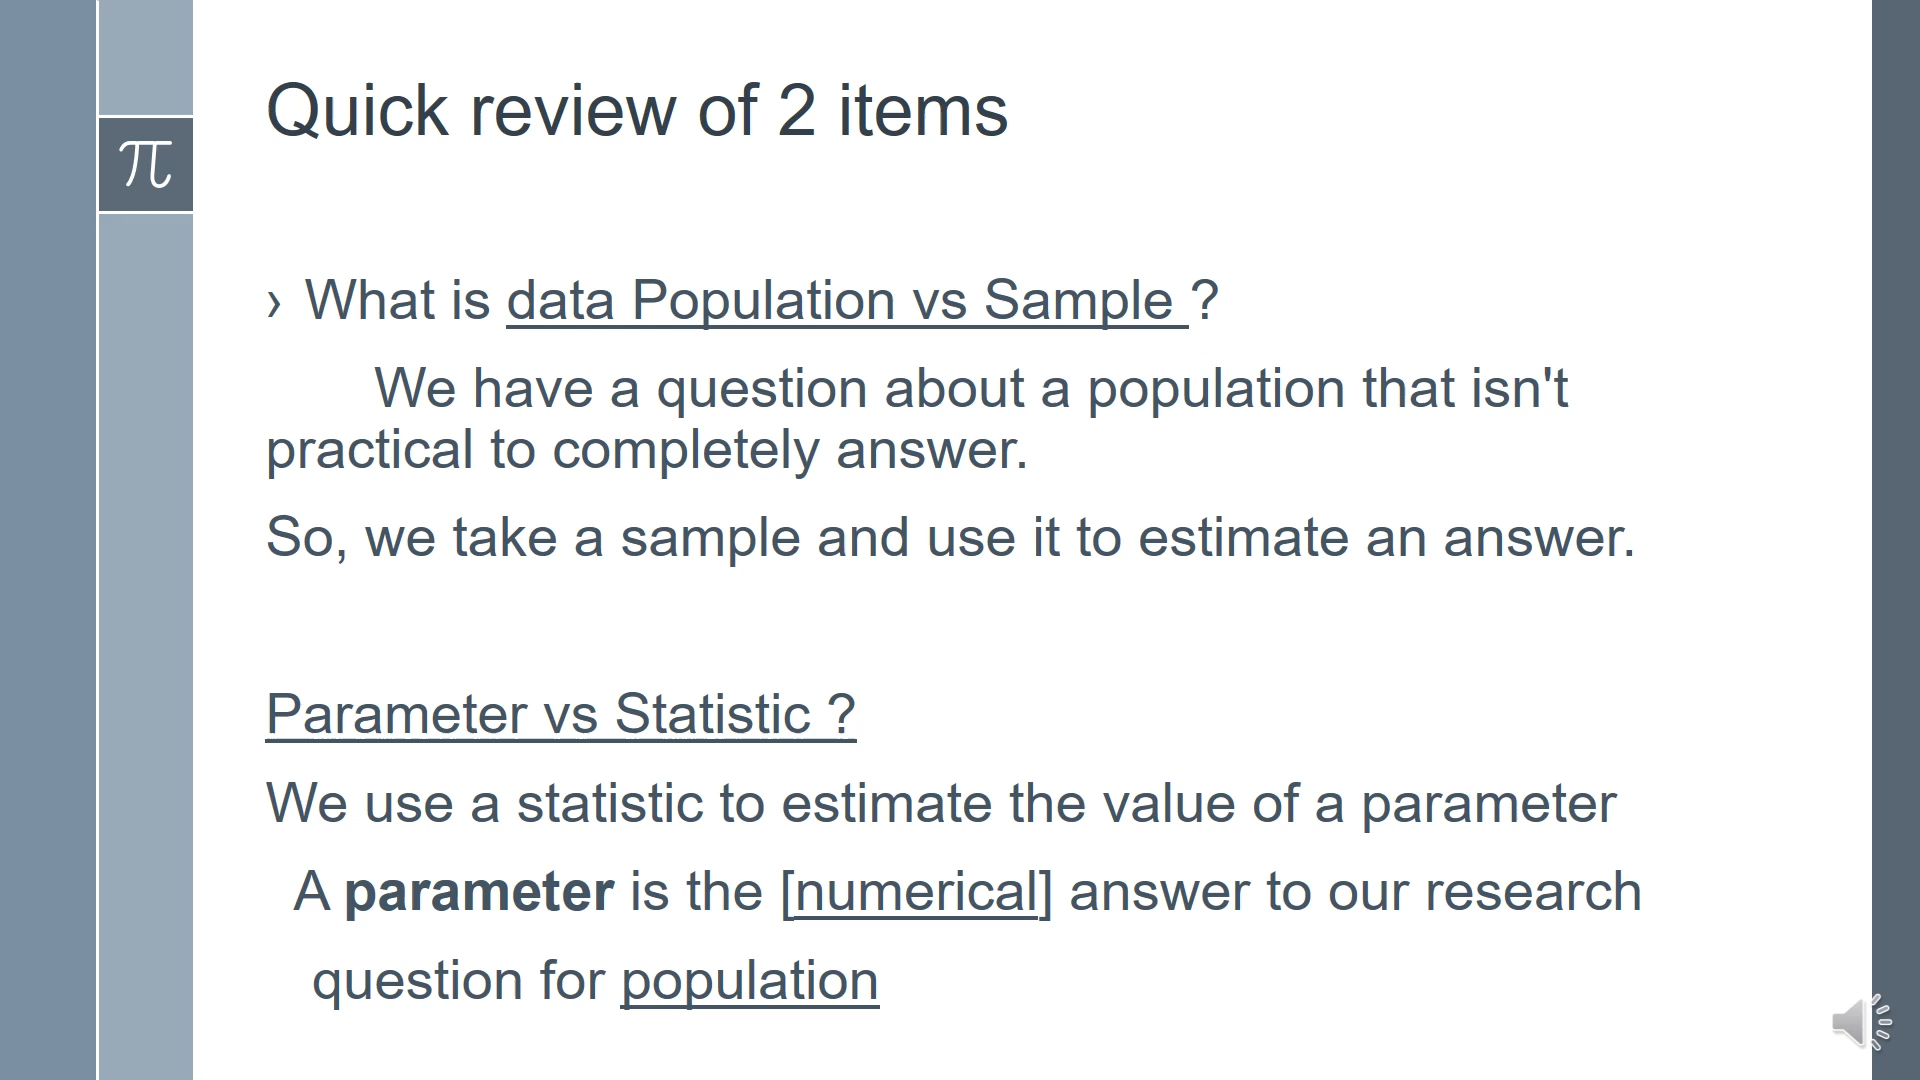 Quick review of 2 items
π
› What is data Population vs Sample ?
We have a question about a population that isn't
practical to completely answer.
So, we take a sample and use it to estimate an answer.
Parameter vs Statistic ?
We use a statistic to estimate the value of a parameter
A parameter is the [numerical] answer to our research
question for population